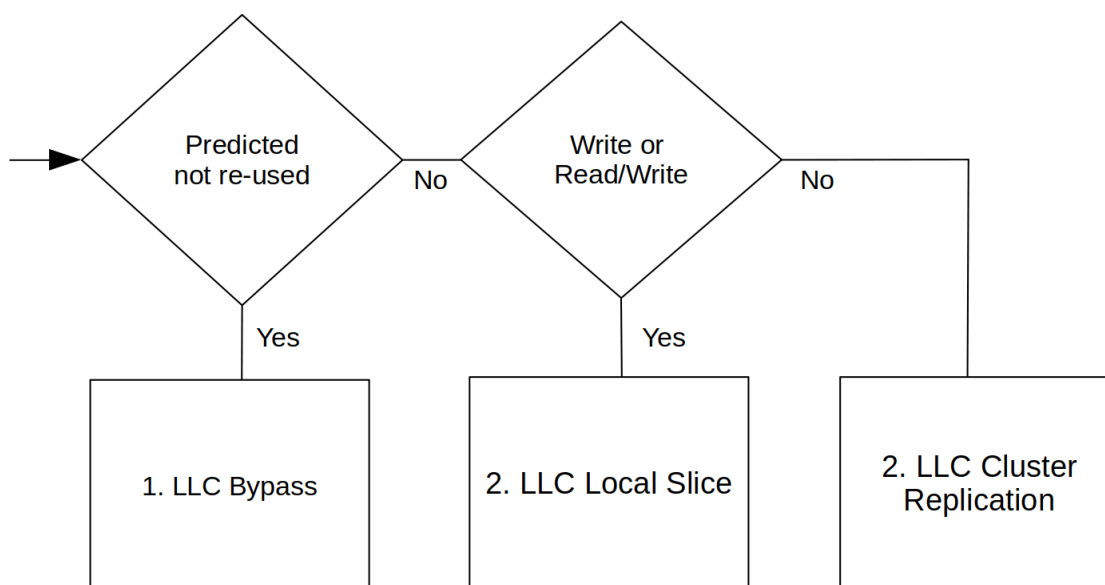 Predicted
not re-used
No
Write or
Read/Write
No
Yes
Yes
1. LLC Bypass
2. LLC Local Slice
2. LLC Cluster
Replication